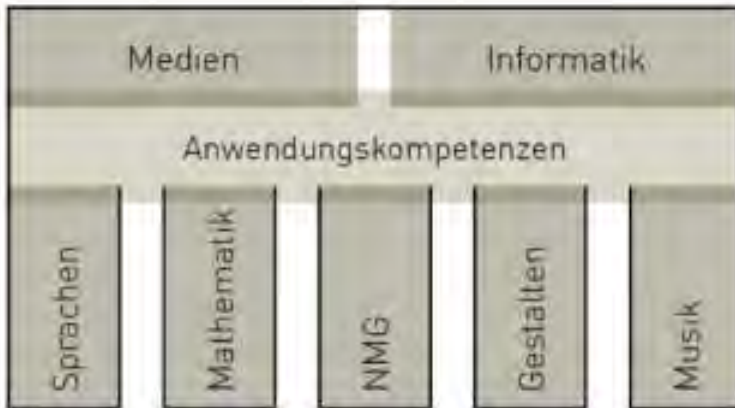 Medien
Informatik
Anwendungskompetenzen
Sprachen
Mathematik
NMG
Gestalten
Musik